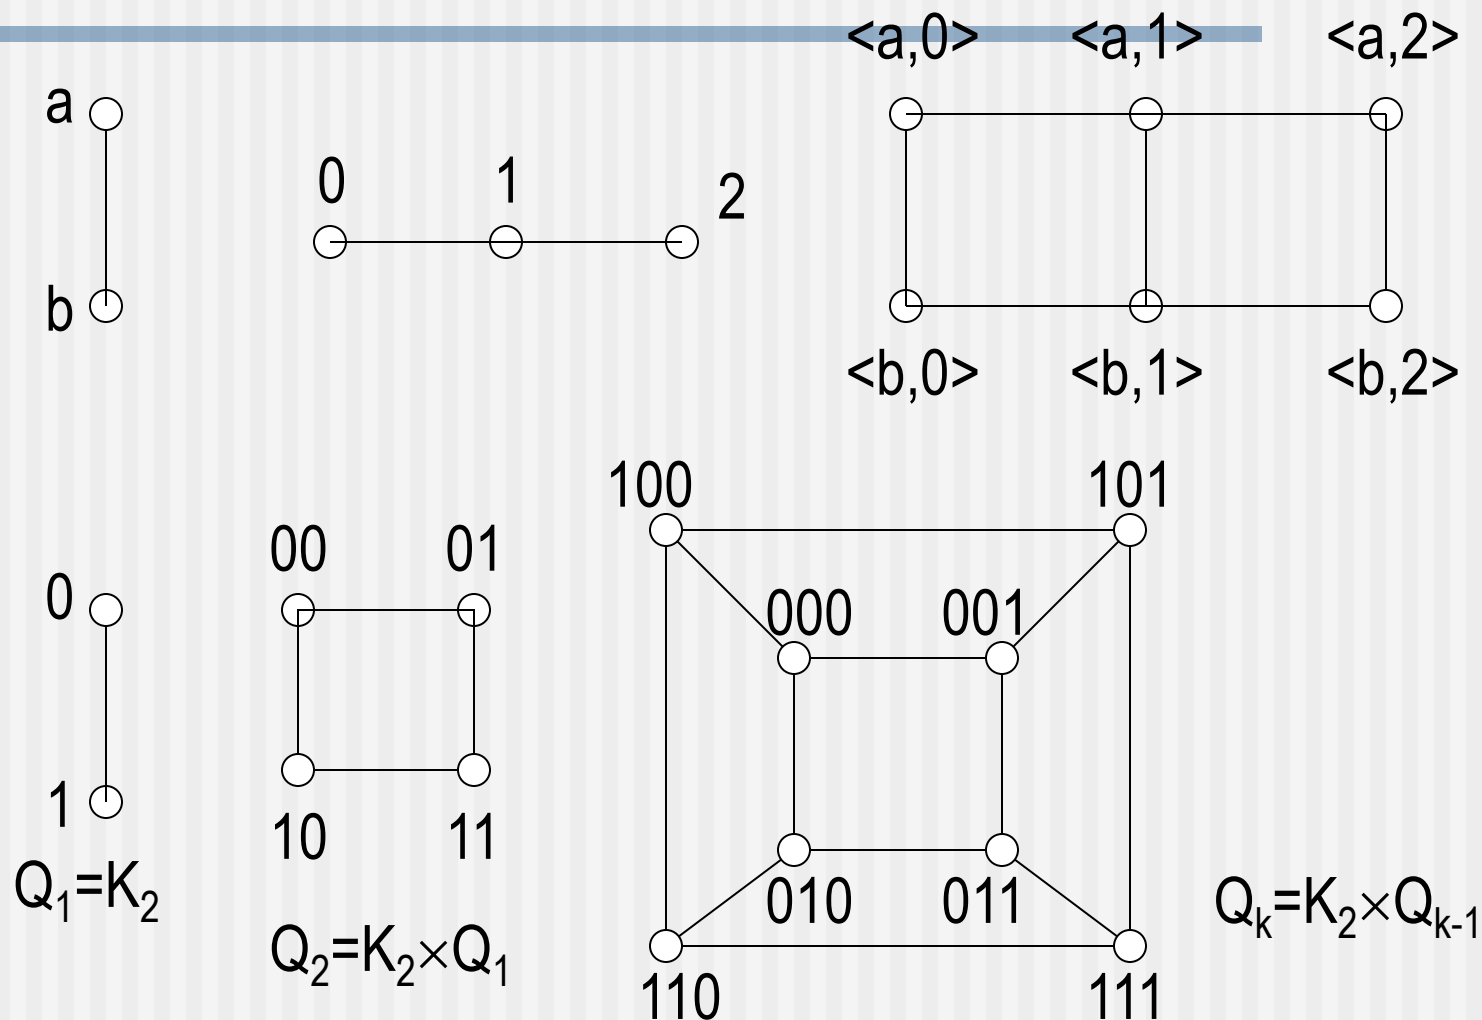 <a,0> <a,1> <a,2>
a
0 1 2
b
<b,0> <b,1> <b,2>
100 101
00 01
0
000 001
1
10 11
010 011
Q₁=K₂
Qₖ=K₂×Qₖ₋₁
Q₂=K₂×Q₁
110 111